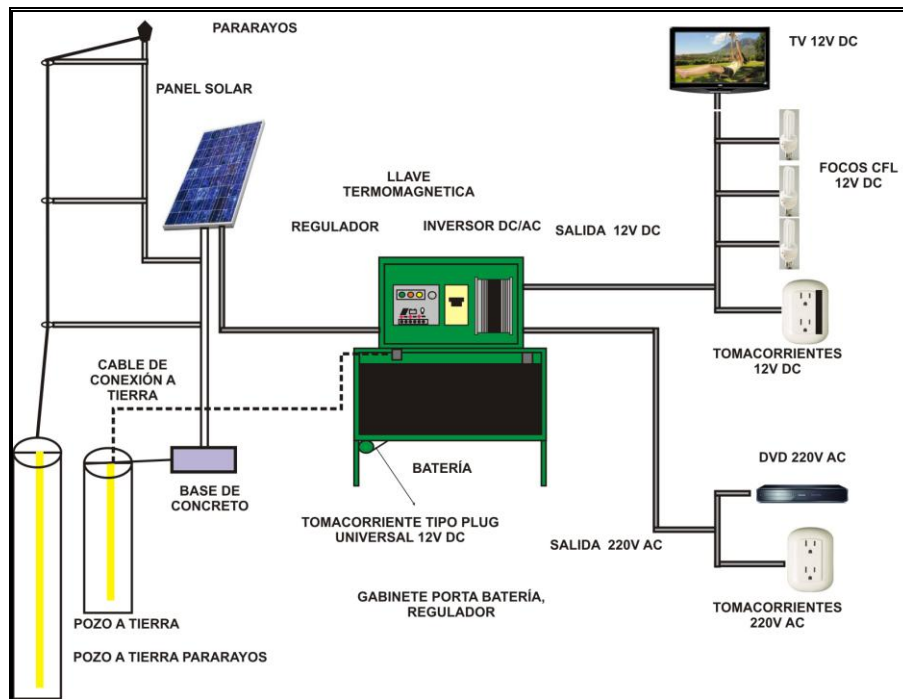 PARARAYOS
TV 12V DC
PANEL SOLAR
FOCOS CFL
12V DC
LLAVE
TERMOMAGNETICA
REGULADOR
INVERSOR DC/AC
SALIDA 12V DC
TOMACORRIENTES
12V DC
CABLE DE
CONEXIÓN A
TIERRA
BATERÍA
DVD 220V AC
BASE DE
CONCRETO
TOMACORRIENTE TIPO PLUG
UNIVERSAL 12V DC
SALIDA 220V AC
GABINETE PORTA BATERÍA,
REGULADOR
TOMACORRIENTES
220V AC
POZO A TIERRA
POZO A TIERRA PARARAYOS